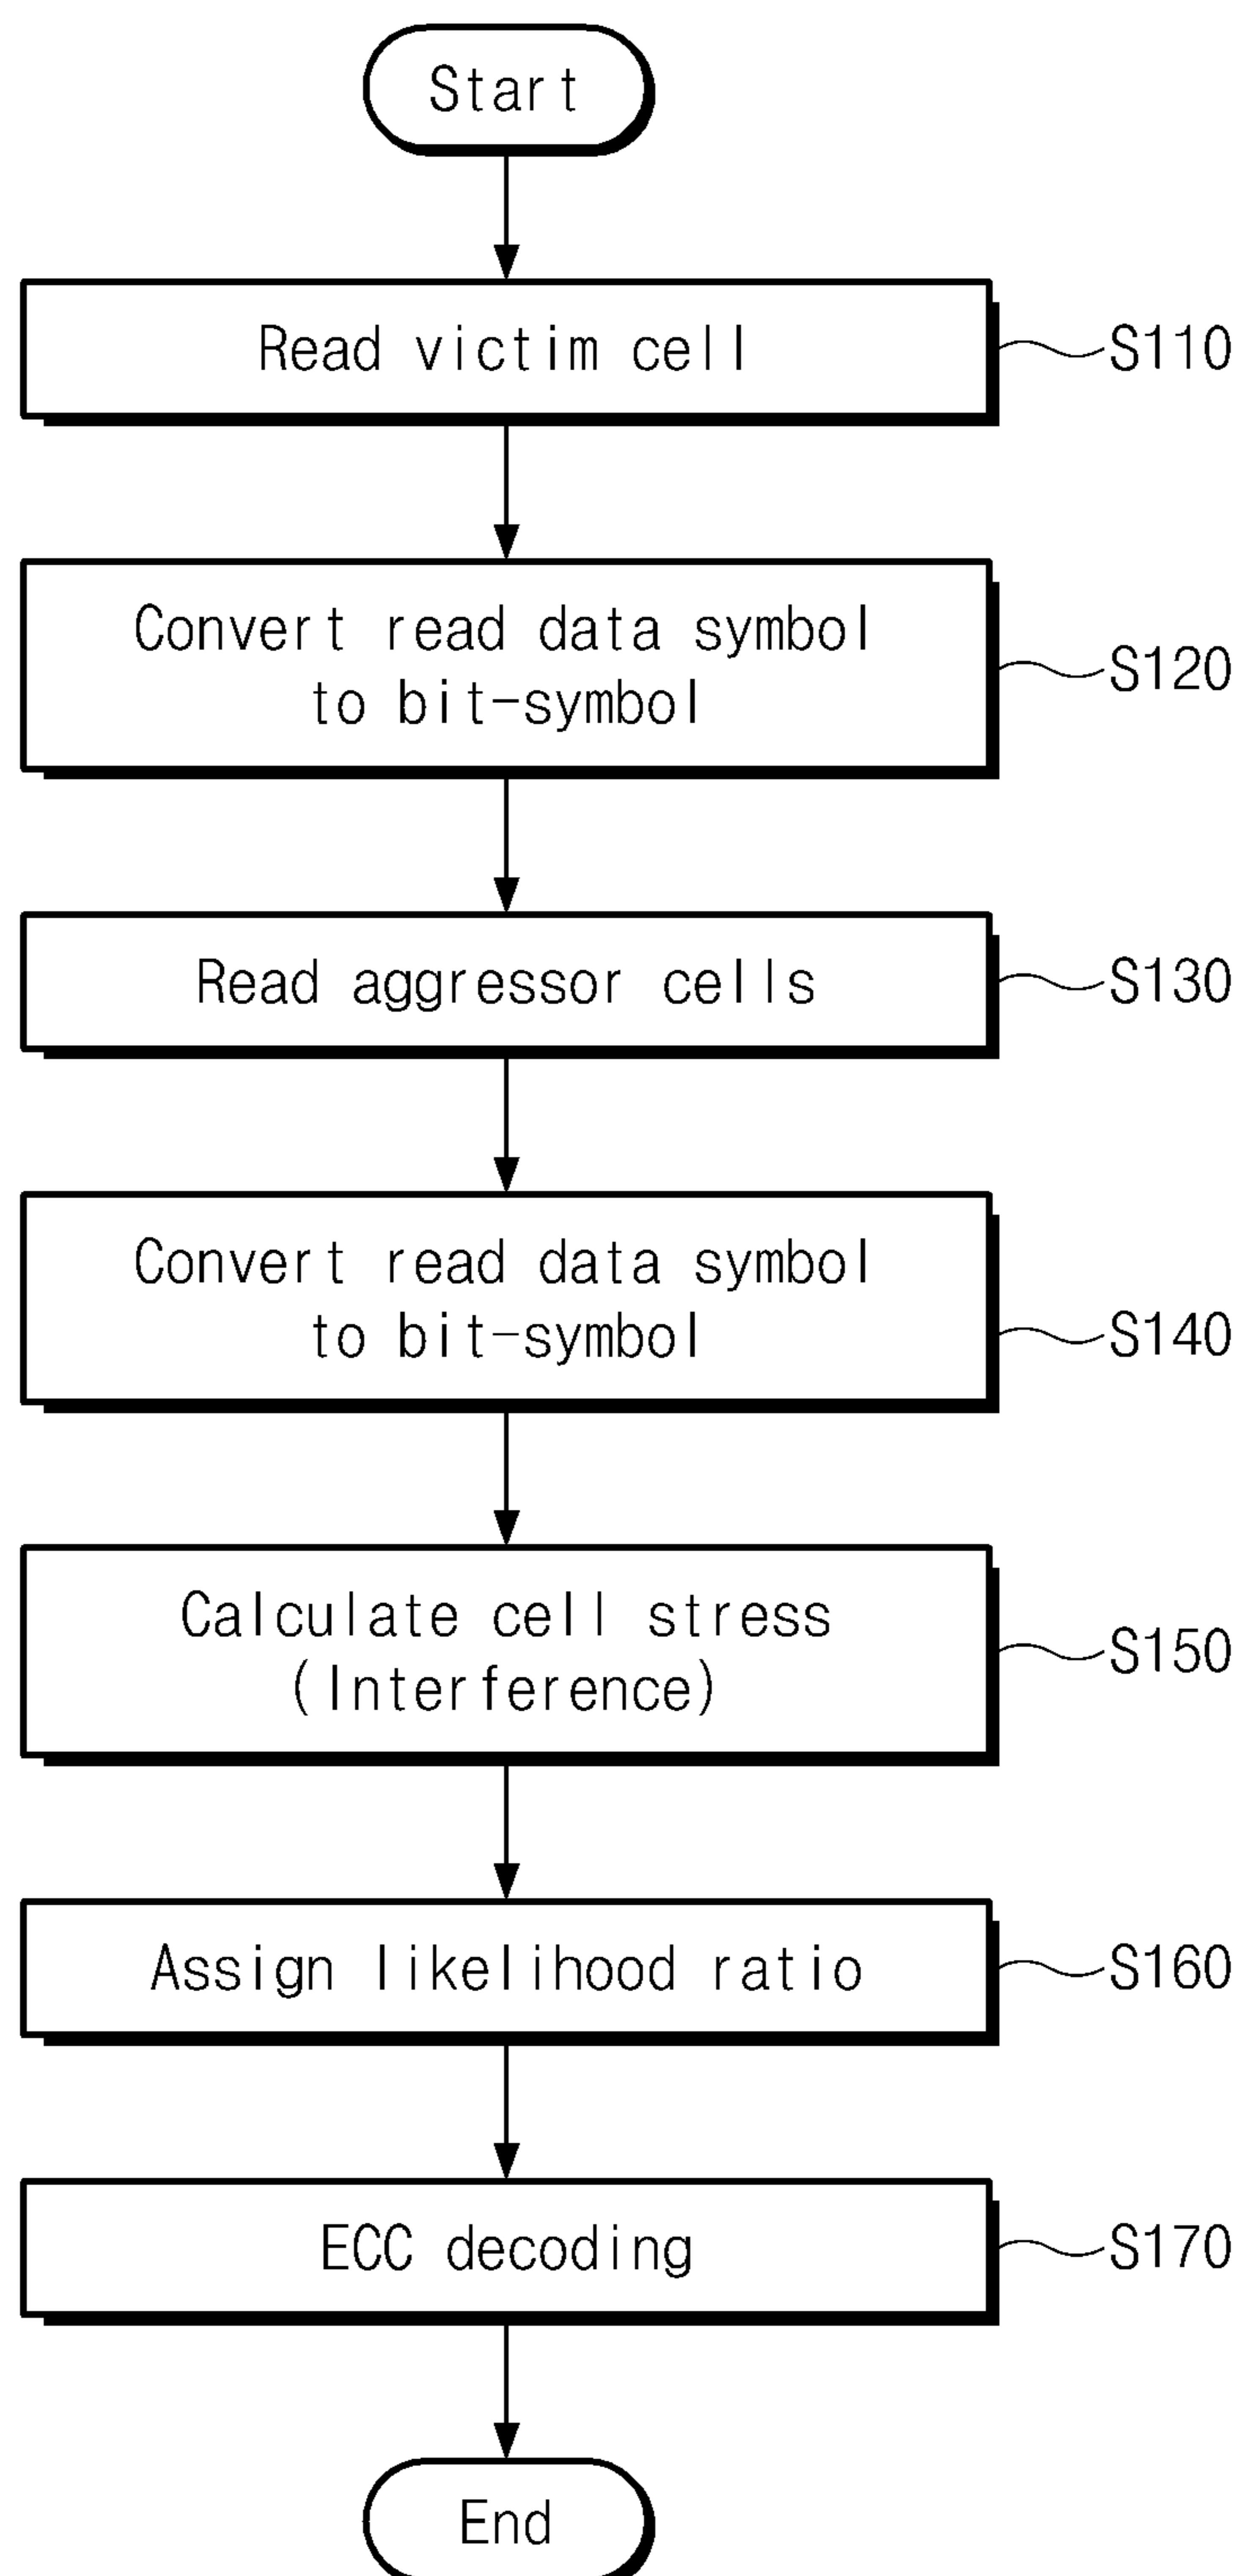 Start
Read victim cell
S110
Convert read data symbol
to bit-symbol
S120
Read aggressor cells
S130
Convert read data symbol
to bit-symbol
S140
Calculate cell stress
(Interference)
S150
Assign likelihood ratio
S160
ECC decoding
S170
End